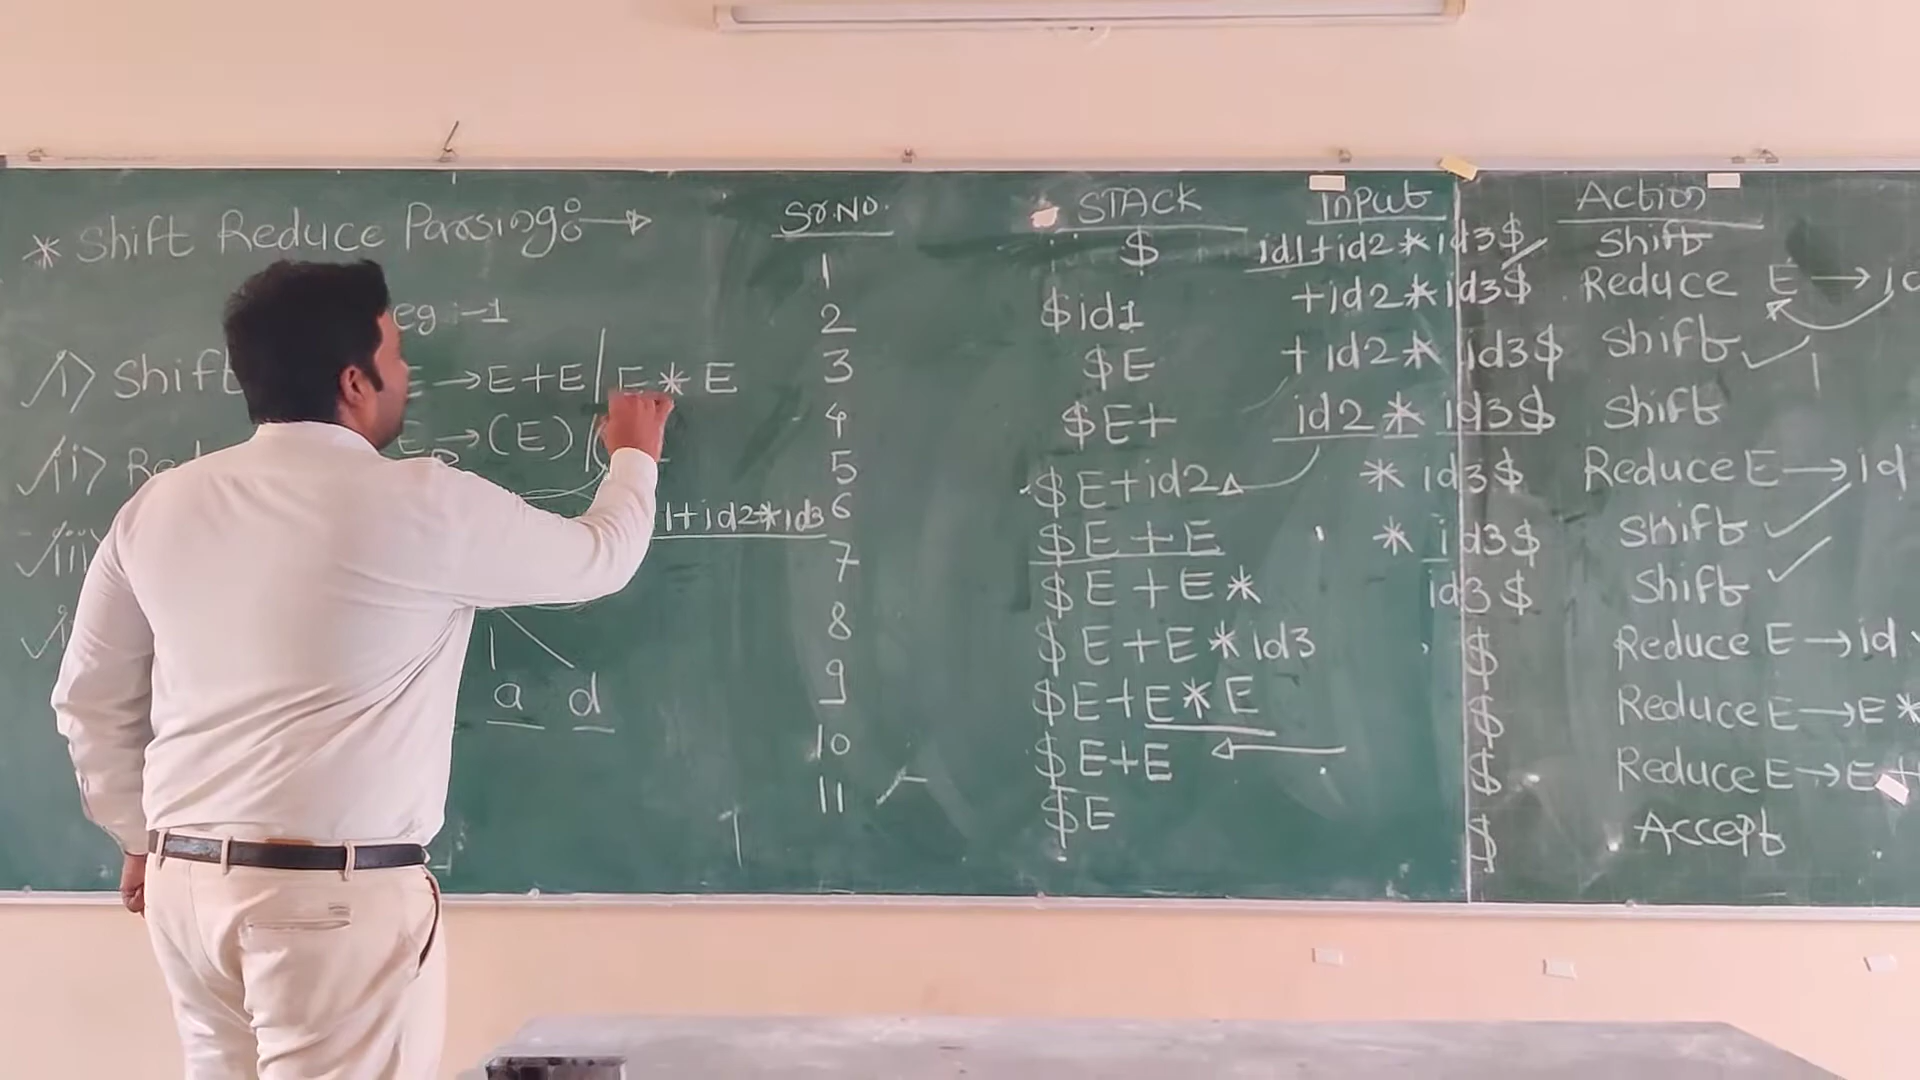 * Shift Reduce Parsing :→
eg :-1
i> Shift
E → E+E | E * E
ii> Re
E → (E) |
iii
1+id2*id3
a d
Sr.NO. STACK Input Action
1 $ id1+id2*id3$ Shift
2 $id1 +id2*id3$ Reduce E →
3 $E +id2* id3$ Shift
4 $E+ id2 * id3$ Shift
5 $E+id2 * id3$ Reduce E → id
6 $E+E * id3$ Shift
7 $E+E* id3$ Shift
8 $E+E*id3 $ Reduce E → id
9 $E+E*E $ Reduce E → E *
10 $E+E $ Reduce E → E +
11 $E $ Accept